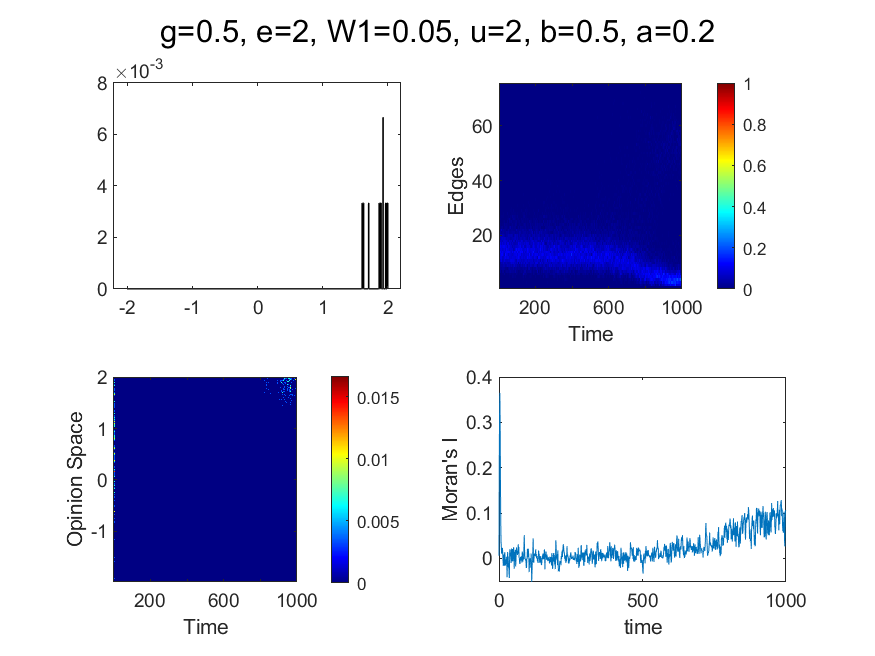 g=0.5, e=2, W1=0.05, u=2, b=0.5, a=0.2
×10-3
8
6
4
2
0
-2 -1 0 1 2
Edges
60
40
20
200 600 1000
Time
1
0.8
0.6
0.4
0.2
0
Opinion Space
2
1
0
-1
200 600 1000
Time
0.015
0.01
0.005
0
Moran's I
0.4
0.3
0.2
0.1
0
0 500 1000
time